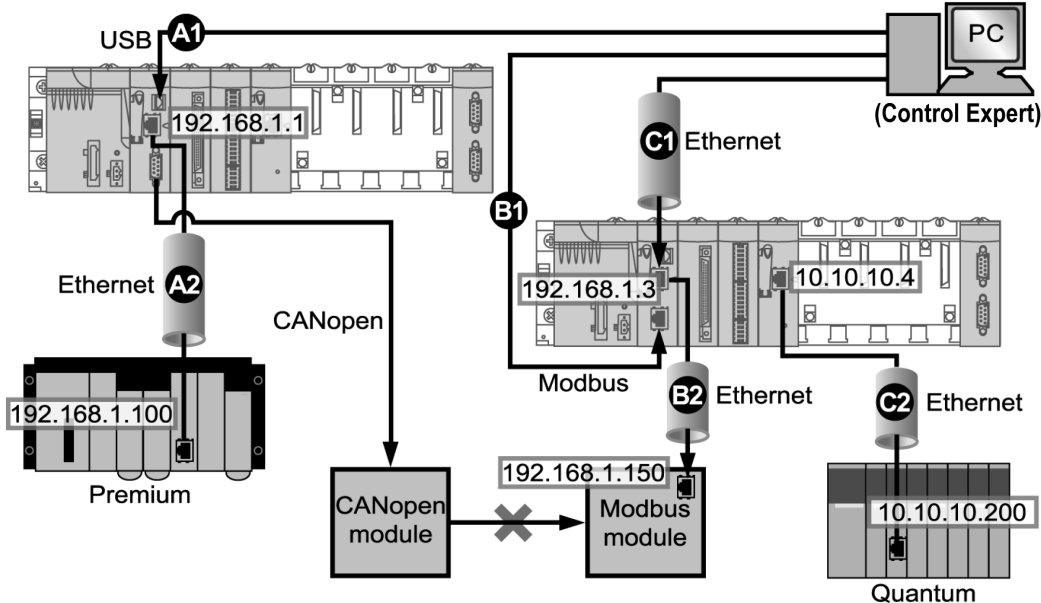 USB
A1
PC
(Control Expert)
192.168.1.1
C1
Ethernet
B1
Ethernet
A2
192.168.1.3
10.10.10.4
CANopen
Modbus
B2
Ethernet
C2
Ethernet
192.168.1.100
Premium
192.168.1.150
CANopen
module
Modbus
module
10.10.10.200
Quantum